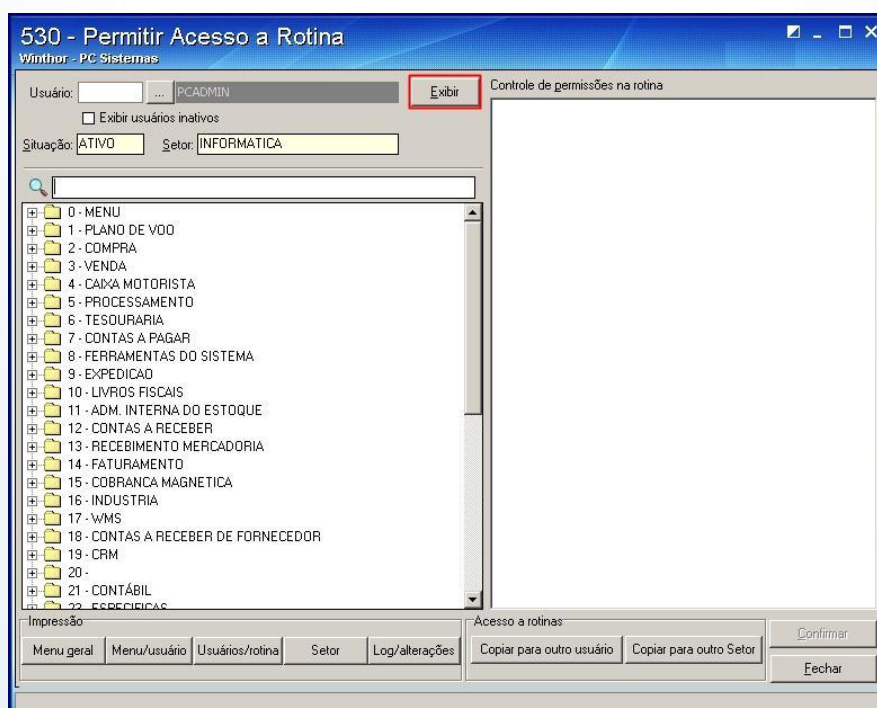 530 - Permitir Acesso a Rotina
Winthor - PC Sistemas
Usuário: ... PCADMIN Exibir
Exibir usuários inativos
Situação: ATIVO Setor: INFORMATICA
Controle de permissões na rotina
0 - MENU
1 - PLANO DE VOO
2 - COMPRA
3 - VENDA
4 - CAIXA MOTORISTA
5 - PROCESSAMENTO
6 - TESOURARIA
7 - CONTAS A PAGAR
8 - FERRAMENTAS DO SISTEMA
9 - EXPEDICAO
10 - LIVROS FISCAIS
11 - ADM. INTERNA DO ESTOQUE
12 - CONTAS A RECEBER
13 - RECEBIMENTO MERCADORIA
14 - FATURAMENTO
15 - COBRANCA MAGNETICA
16 - INDUSTRIA
17 - WMS
18 - CONTAS A RECEBER DE FORNECEDOR
19 - CRM
20 -
21 - CONTÁBIL
Impressão
Menu geral Menu/usuário Usuários/rotina Setor Log/alterações
Acesso a rotinas
Copiar para outro usuário Copiar para outro Setor
Confirmar
Fechar